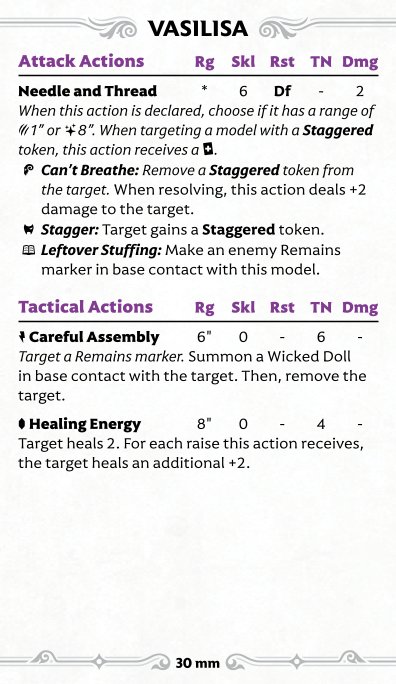 VASILISA
Attack Actions Rg Skl Rst TN Dmg
Needle and Thread * 6 Df - 2
When this action is declared, choose if it has a range of
1" or 8". When targeting a model with a Staggered
token, this action receives a .
Can't Breathe: Remove a Staggered token from
the target. When resolving, this action deals +2
damage to the target.
Stagger: Target gains a Staggered token.
Leftover Stuffing: Make an enemy Remains
marker in base contact with this model.
Tactical Actions Rg Skl Rst TN Dmg
Careful Assembly 6" 0 - 6 -
Target a Remains marker. Summon a Wicked Doll
in base contact with the target. Then, remove the
target.
Healing Energy 8" 0 - 4 -
Target heals 2. For each raise this action receives,
the target heals an additional +2.
30 mm